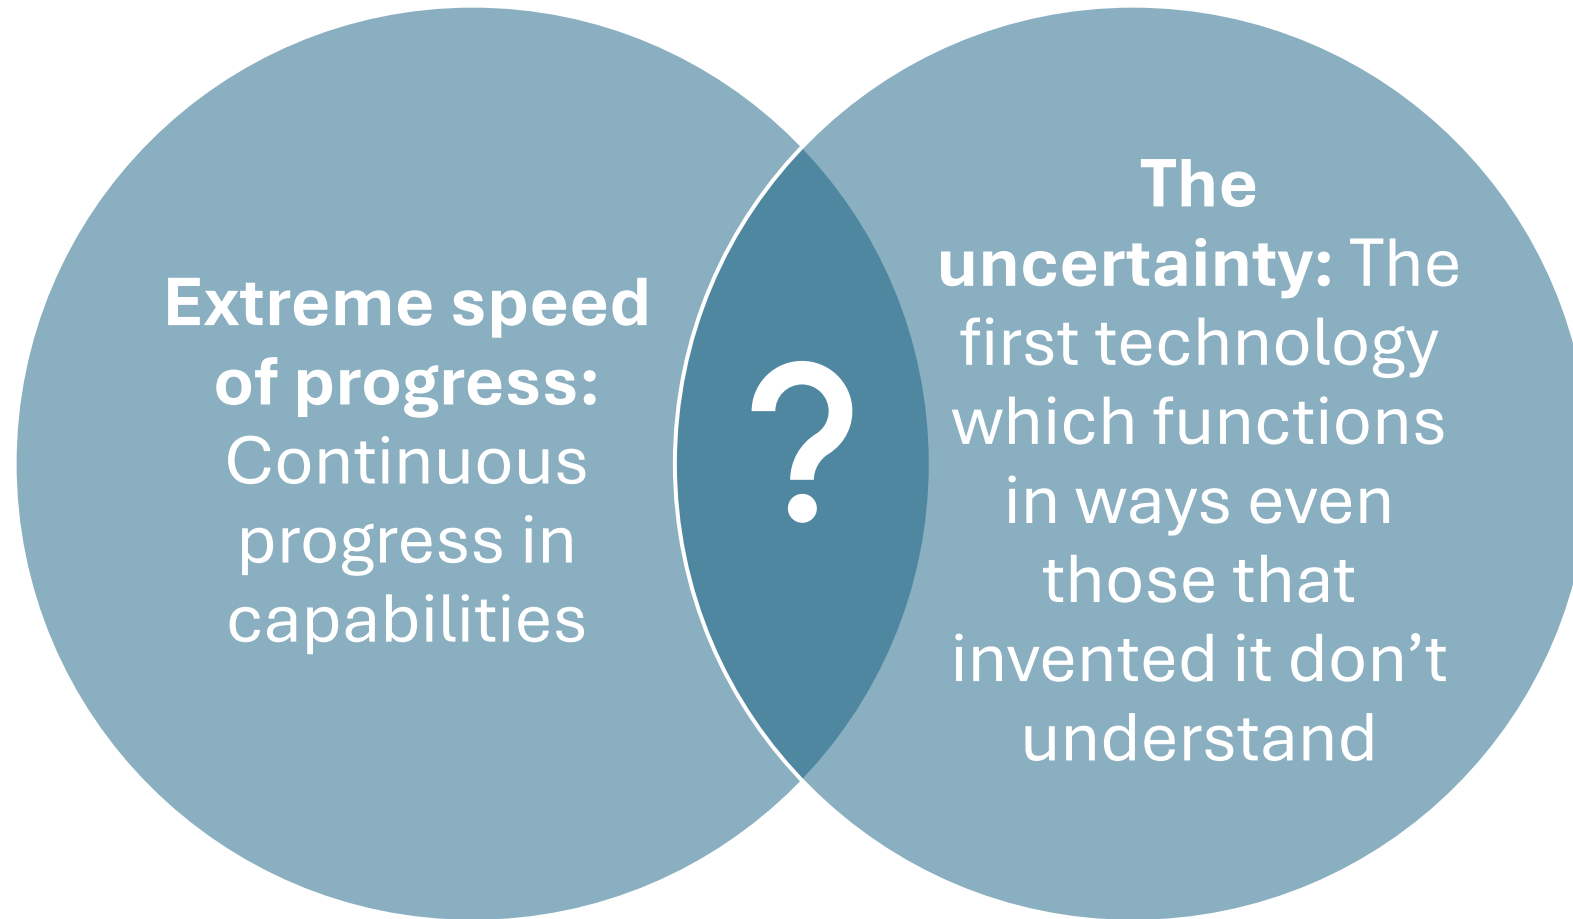 Extreme speed
of progress:
Continuous
progress in
capabilities
?
The
uncertainty: The
first technology
which functions
in ways even
those that
invented it don’t
understand